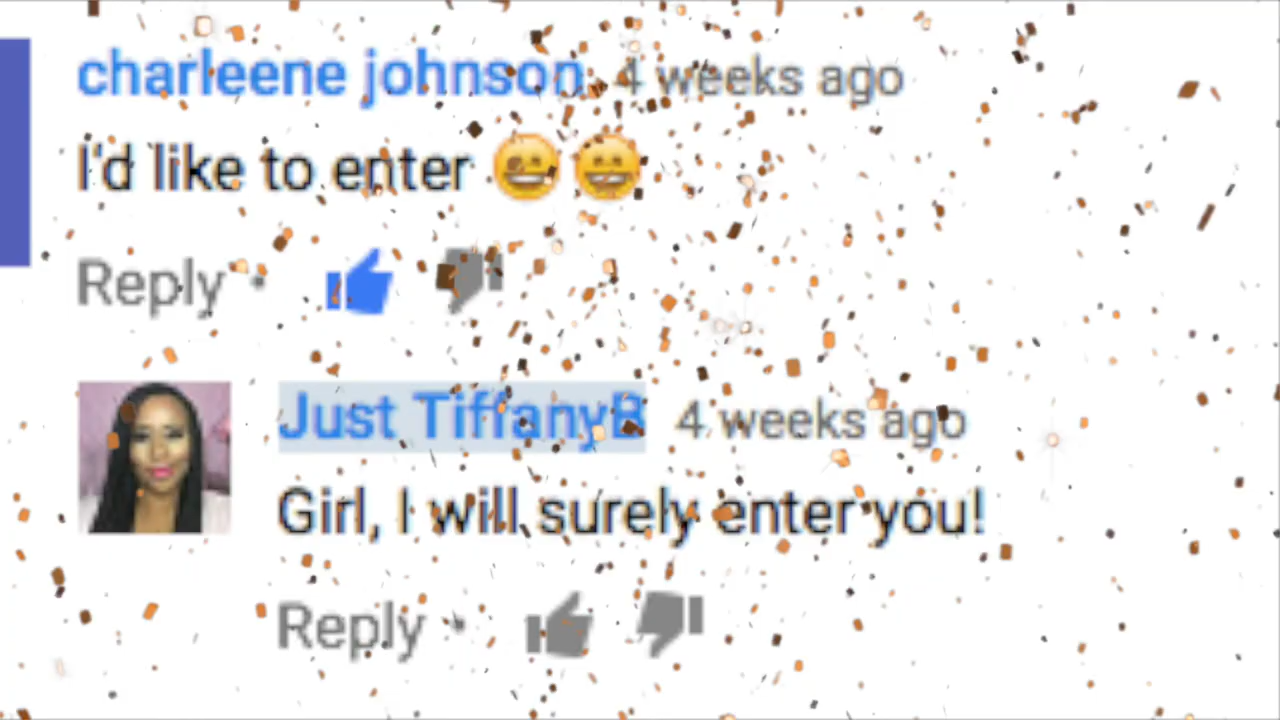 charleene johnson 4 weeks ago
I'd like to enter 😄😄
Reply •
Just TiffanyB 4 weeks ago
Girl, I will surely enter you!
Reply •